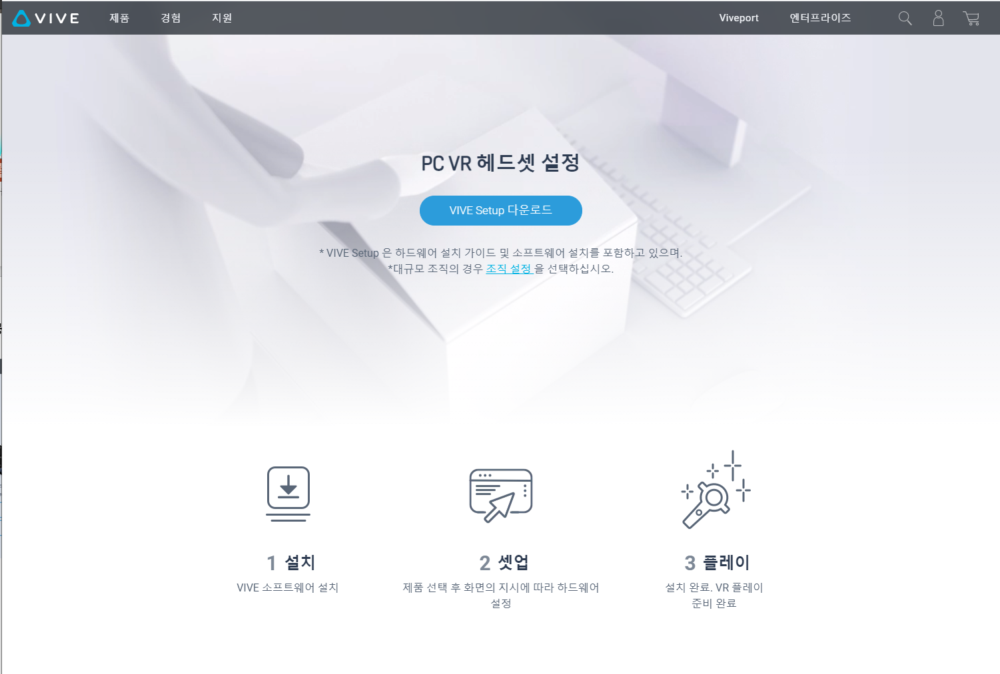 VIVE 제품 경험 지원 Viveport 엔터프라이즈
PC VR 헤드셋 설정
VIVE Setup 다운로드
* VIVE Setup 은 하드웨어 설치 가이드 및 소프트웨어 설치를 포함하고 있으며.
*대규모 조직의 경우 조직 설정 을 선택하십시오.
1 설치
VIVE 소프트웨어 설치
2 셋업
제품 선택 후 화면의 지시에 따라 하드웨어
설정
3 플레이
설치 완료. VR 플레이
준비 완료